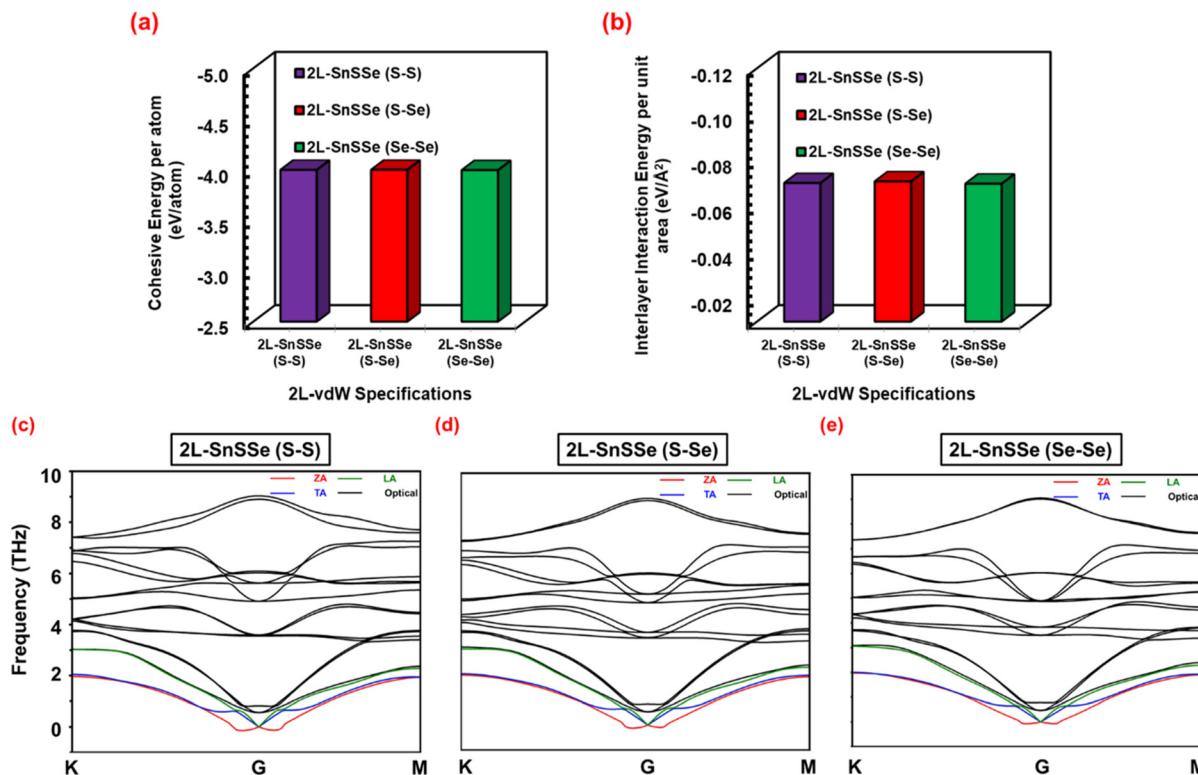 (a)
Cohesive Energy per atom
(eV/atom)
-5.0
-4.5
-4.0
-3.5
-3.0
-2.5
2L-SnSSe (S-S)
2L-SnSSe (S-Se)
2L-SnSSe (Se-Se)
2L-SnSSe 2L-SnSSe 2L-SnSSe
(S-S) (S-Se) (Se-Se)
2L-vdW Specifications
(b)
Interlayer Interaction Energy per unit
area (eV/Å²)
-0.12
-0.10
-0.08
-0.06
-0.04
-0.02
2L-SnSSe (S-S)
2L-SnSSe (S-Se)
2L-SnSSe (Se-Se)
2L-SnSSe 2L-SnSSe 2L-SnSSe
(S-S) (S-Se) (Se-Se)
2L-vdW Specifications
(c)
2L-SnSSe (S-S)
Frequency (THz)
10
8
6
4
2
0
ZA LA
TA Optical
K G M
(d)
2L-SnSSe (S-Se)
ZA LA
TA Optical
K G M
(e)
2L-SnSSe (Se-Se)
ZA LA
TA Optical
K G M